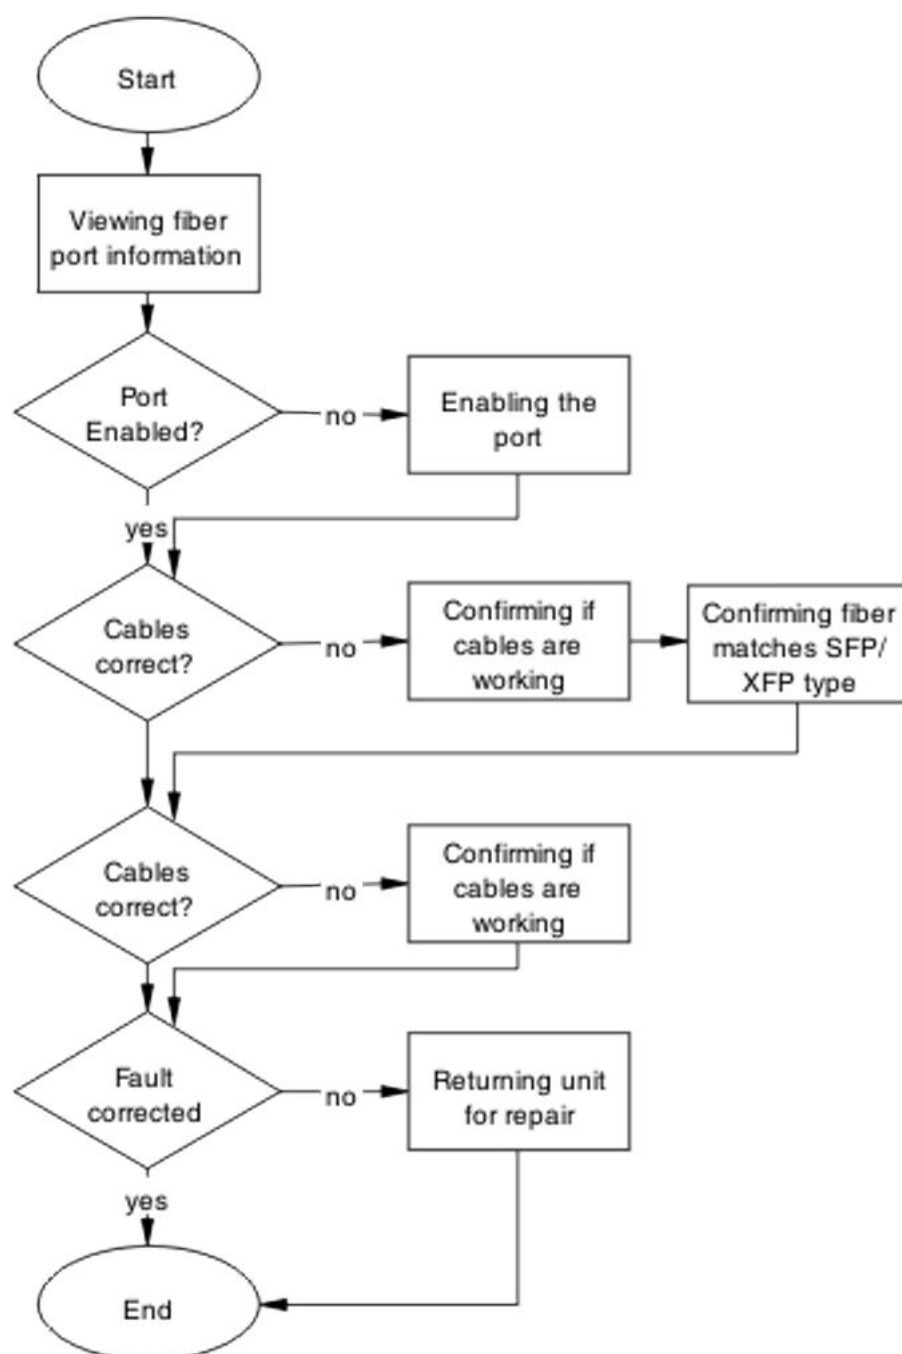 Start
Viewing fiber
port information
Port
Enabled?
no
Enabling the
port
yes
Cables
correct?
no
Confirming if
cables are
working
Confirming fiber
matches SFP/
XFP type
Cables
correct?
no
Confirming if
cables are
working
Fault
corrected
no
Returning unit
for repair
yes
End